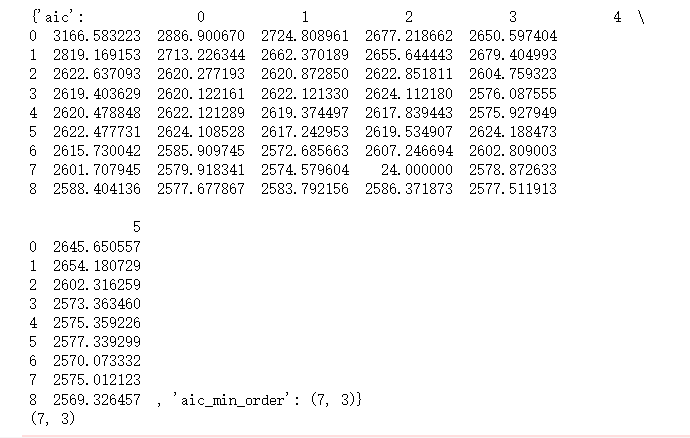 {'aic': 0 1 2 3 4 \
0 3166.583223 2886.900670 2724.808961 2677.218662 2650.597404
1 2819.169153 2713.226344 2662.370189 2655.644443 2679.404993
2 2622.637093 2620.277193 2620.872850 2622.851811 2604.759323
3 2619.403629 2620.122161 2622.121330 2624.112180 2576.087555
4 2620.478848 2622.121289 2619.374497 2617.839443 2575.927949
5 2622.477731 2624.108528 2617.242953 2619.534907 2624.188473
6 2615.730042 2585.909745 2572.685663 2607.246694 2602.809003
7 2601.707945 2579.918341 2574.579604 24.000000 2578.872633
8 2588.404136 2577.677867 2583.792156 2586.371873 2577.511913
5
0 2645.650557
1 2654.180729
2 2602.316259
3 2573.363460
4 2575.359226
5 2577.339299
6 2570.073332
7 2575.012123
8 2569.326457 , 'aic_min_order': (7, 3)}
(7, 3)